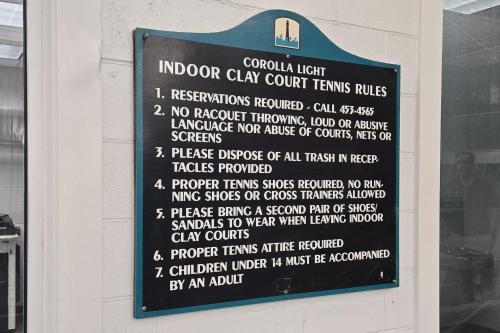 COROLLA LIGHT
INDOOR CLAY COURT TENNIS RULES
1. RESERVATIONS REQUIRED - CALL 453-4565
2. NO RACQUET THROWING, LOUD OR ABUSIVE
LANGUAGE NOR ABUSE OF COURTS, NETS OR
SCREENS
3. PLEASE DISPOSE OF ALL TRASH IN RECEP-
TACLES PROVIDED
4. PROPER TENNIS SHOES REQUIRED, NO RUN-
NING SHOES OR CROSS TRAINERS ALLOWED
5. PLEASE BRING A SECOND PAIR OF SHOES/
SANDALS TO WEAR WHEN LEAVING INDOOR
CLAY COURTS
6. PROPER TENNIS ATTIRE REQUIRED
7. CHILDREN UNDER 14 MUST BE ACCOMPANIED
BY AN ADULT